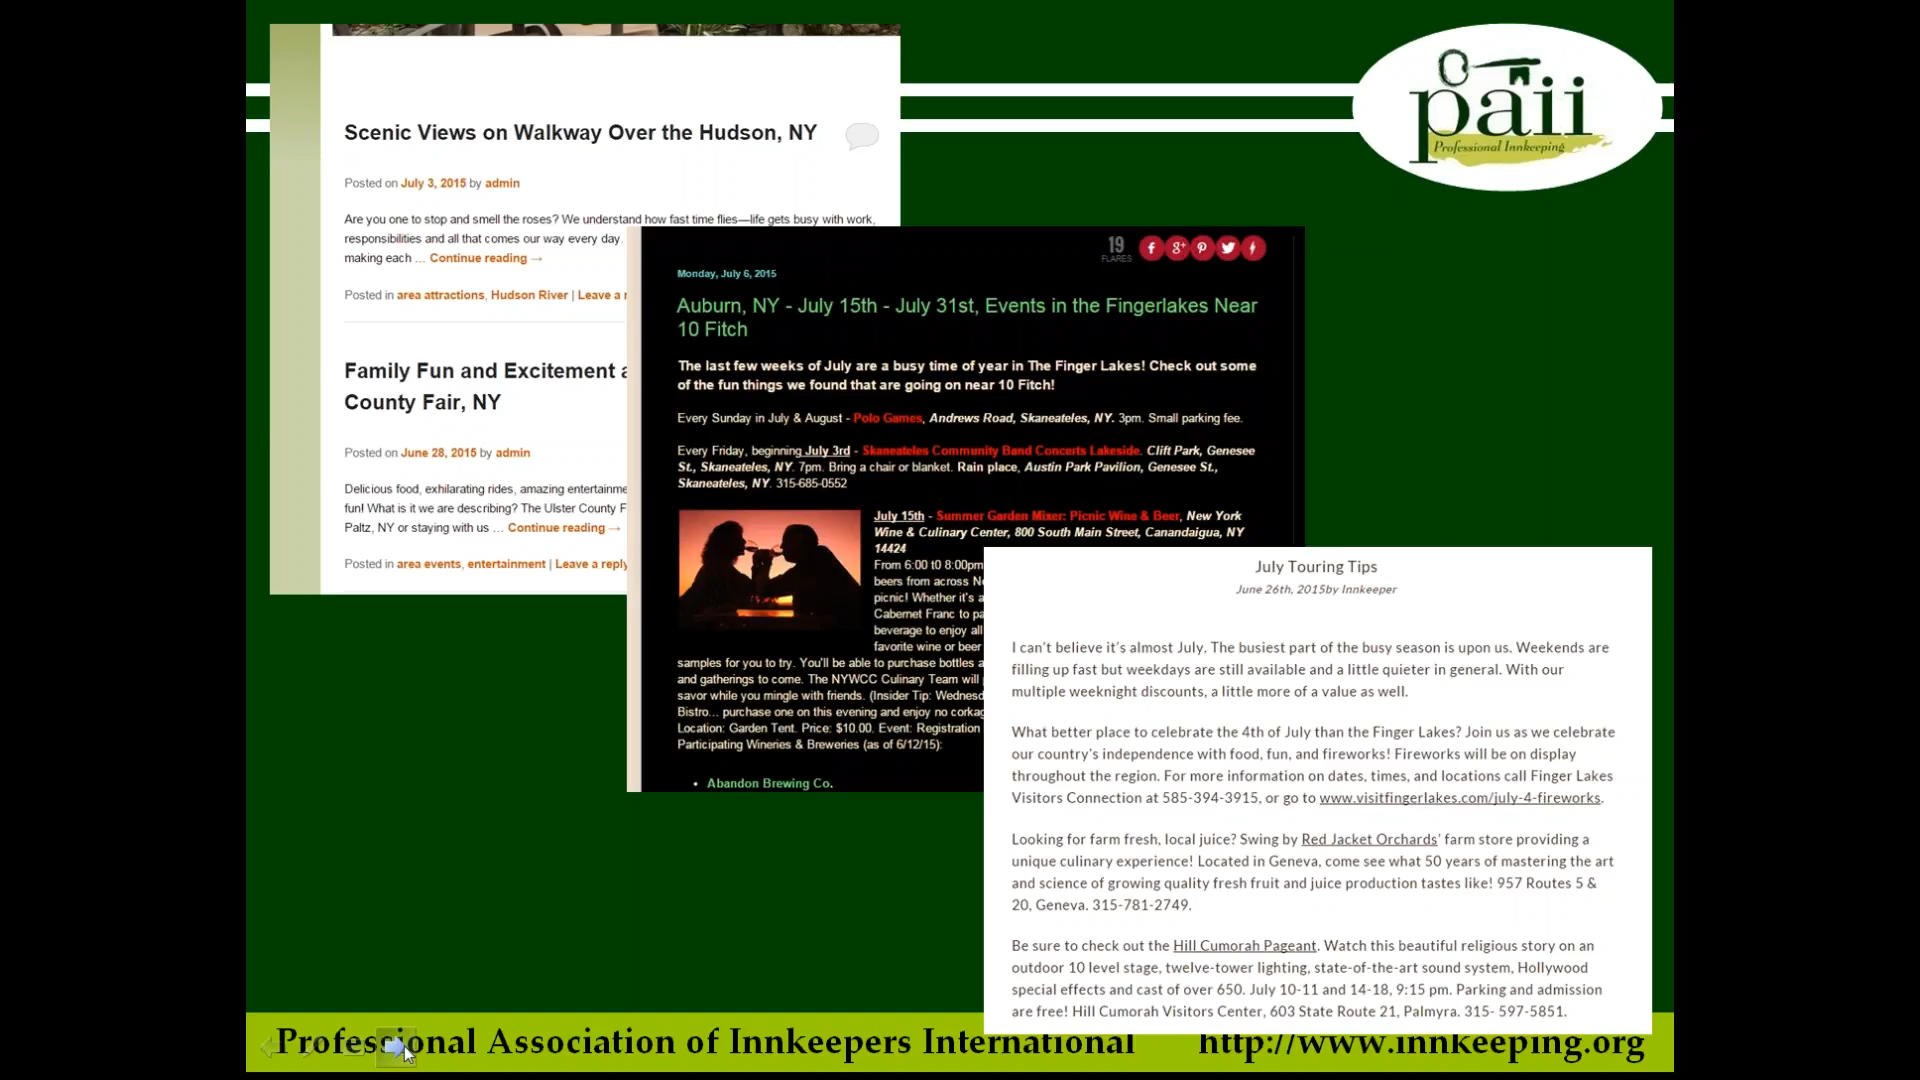 Scenic Views on Walkway Over the Hudson, NY
Posted on July 3, 2015 by admin
Are you one to stop and smell the roses? We understand how fast time flies—life gets busy with work,
responsibilities and all that comes our way every day.
making each ... Continue reading →
Posted in area attractions, Hudson River | Leave a
Family Fun and Excitement
County Fair, NY
Posted on June 28, 2015 by admin
Delicious food, exhilarating rides, amazing
fun! What is it we are describing? The Ulster County
Paltz, NY or staying with us ... Continue reading →
Posted in area events, entertainment | Leave a reply
19
FLARES
Monday, July 6, 2015
Auburn, NY - July 15th - July 31st, Events in the Fingerlakes Near
10 Fitch
The last few weeks of July are a busy time of year in The Finger Lakes! Check out some
of the fun things we found that are going on near 10 Fitch!
Every Sunday in July & August - Polo Games, Andrews Road, Skaneateles, NY. 3pm. Small parking fee.
Every Friday, beginning July 3rd - Skaneateles Community Band Concerts Lakeside. Clift Park, Genesee
St., Skaneateles, NY. 7pm. Bring a chair or blanket. Rain place, Austin Park Pavilion, Genesee St.,
Skaneateles, NY. 315-685-0552
July 15th - Summer Garden Mixer: Picnic Wine & Beer, New York
Wine & Culinary Center, 800 South Main Street, Canandaigua, NY
14424
From 6:00 t0 8:00pm
beers from across
picnic! Whether it's a
Cabernet Franc to
beverage to enjoy all
favorite wine or beer
samples for you to try. You'll be able to purchase bottles
and gatherings to come. The NYWCC Culinary Team will
savor while you mingle with friends. (Insider Tip:
Bistro... purchase one on this evening and enjoy no
Location: Garden Tent. Price: $10.00. Event: Registration
Participating Wineries & Breweries (as of 6/12/15):
• Abandon Brewing Co.
July Touring Tips
June 26th, 2015by Innkeeper
I can't believe it's almost July. The busiest part of the busy season is upon us. Weekends are
filling up fast but weekdays are still available and a little quieter in general. With our
multiple weeknight discounts, a little more of a value as well.
What better place to celebrate the 4th of July than the Finger Lakes? Join us as we celebrate
our country's independence with food, fun, and fireworks! Fireworks will be on display
throughout the region. For more information on dates, times, and locations call Finger Lakes
Visitors Connection at 585-394-3915, or go to www.visitfingerlakes.com/july-4-fireworks.
Looking for farm fresh, local juice? Swing by Red Jacket Orchards' farm store providing a
unique culinary experience! Located in Geneva, come see what 50 years of mastering the art
and science of growing quality fresh fruit and juice production tastes like! 957 Routes 5 &
20, Geneva. 315-781-2749.
Be sure to check out the Hill Cumorah Pageant. Watch this beautiful religious story on an
outdoor 10 level stage, twelve-tower lighting, state-of-the-art sound system, Hollywood
special effects and cast of over 650. July 10-11 and 14-18, 9:15 pm. Parking and admission
are free! Hill Cumorah Visitors Center, 603 State Route 21, Palmyra. 315- 597-5851.
paii
Professional Innkeeping
Professional Association of Innkeepers International http://www.innkeeping.org